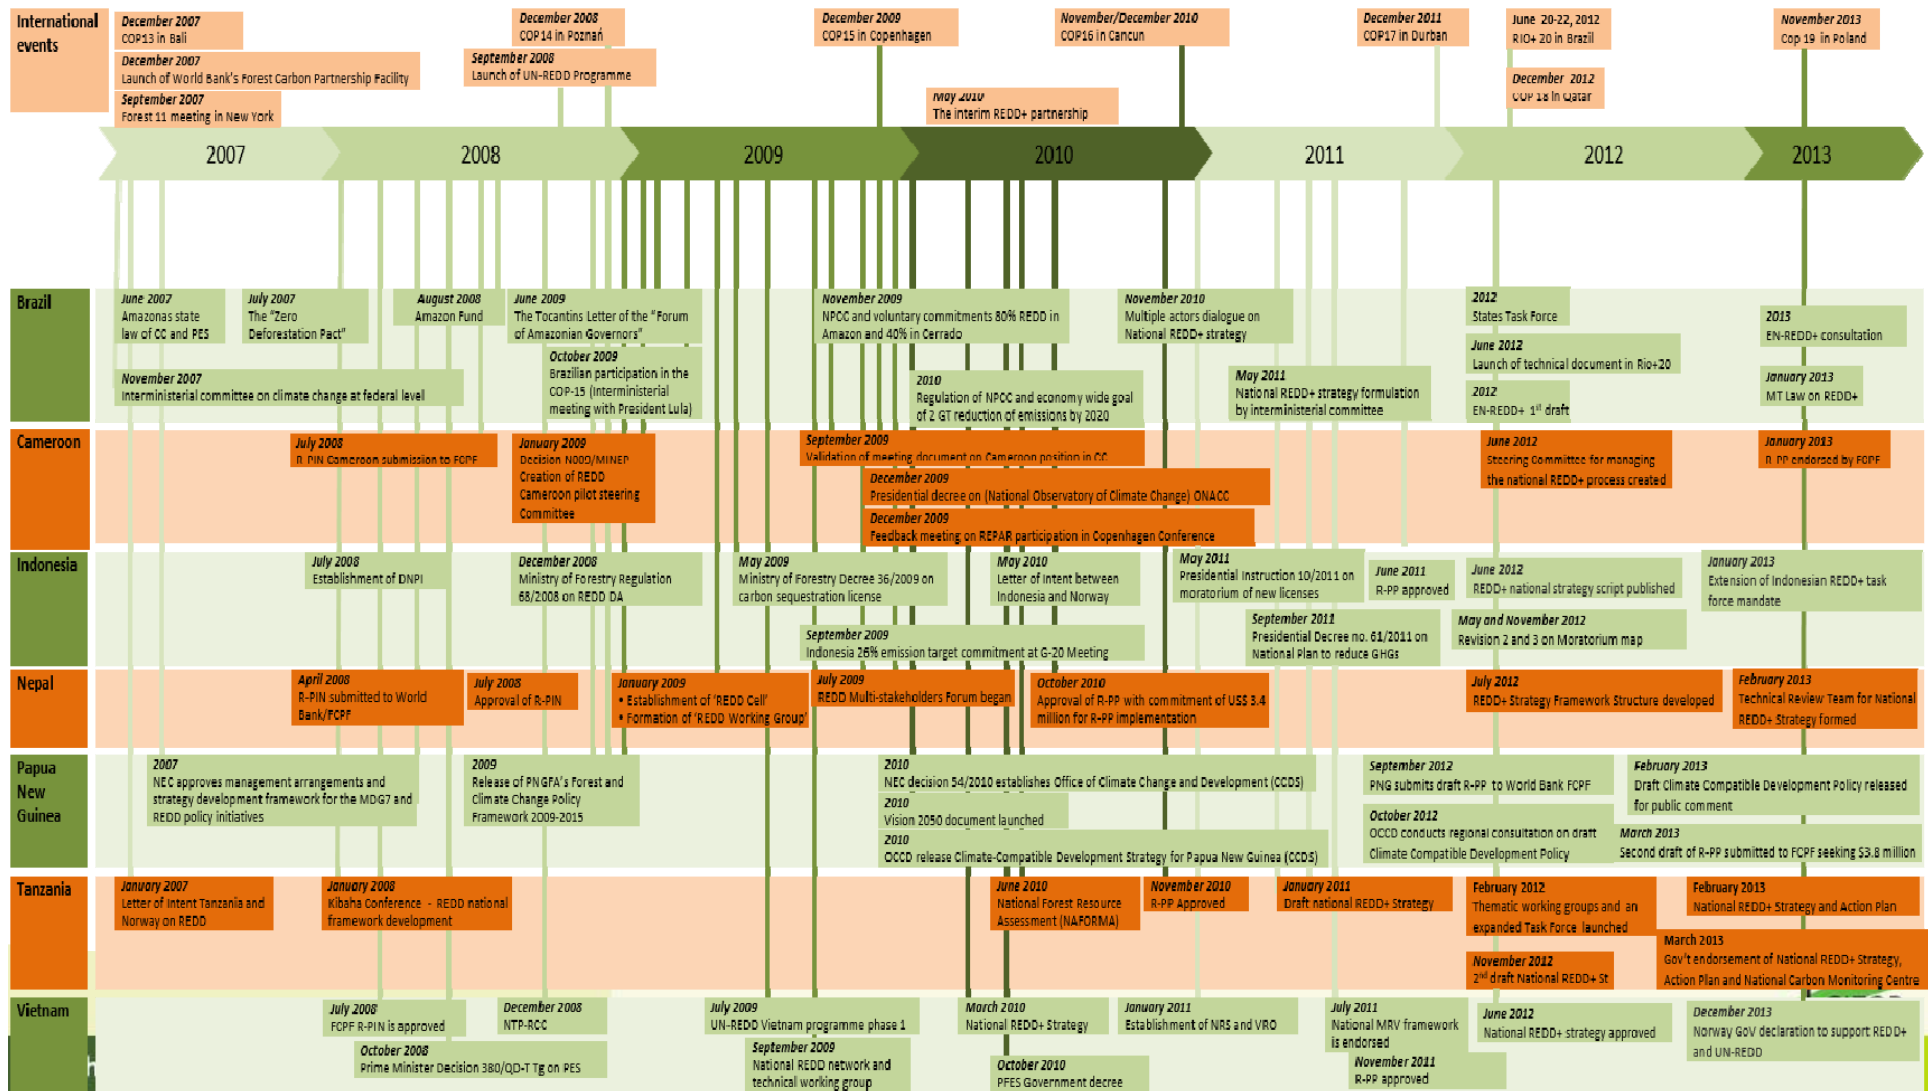 International
events
December 2007
COP13 in Bali
December 2007
Launch of World Bank's Forest Carbon Partnership Facility
September 2007
Forest 11 meeting in New York
December 2008
COP14 in Poznań
September 2008
Launch of UN-REDD Programme
December 2009
COP15 in Copenhagen
May 2010
The interim REDD+ partnership
November/December 2010
COP16 in Cancun
December 2011
COP17 in Durban
June 20-22, 2012
RIO+ 20 in Brazil
December 2012
COP 18 in Qatar
November 2013
Cop 19 in Poland
2007
2008
2009
2010
2011
2012
2013
Brazil
June 2007
Amazonas state
law of CC and PES
July 2007
The "Zero
Deforestation Pact"
November 2007
Interministerial committee on climate change at federal level
August 2008
Amazon Fund
June 2009
The Tocantins Letter of the "Forum
of Amazonian Governors"
October 2009
Brazilian participation in the
COP-15 (Interministerial
meeting with President Lula)
November 2009
NPCC and voluntary commitments 80% REDD in
Amazon and 40% in Cerrado
2010
Regulation of NPCC and economy wide goal
of 2 GT reduction of emissions by 2020
November 2010
Multiple actors dialogue on
National REDD+ strategy
May 2011
National REDD+ strategy formulation
by interministerial committee
2012
States Task Force
June 2012
Launch of technical document in Rio+20
2012
EN-REDD+ 1st draft
2013
EN-REDD+ consultation
January 2013
MT Law on REDD+
Cameroon
July 2008
R-PIN Cameroon submission to FCPF
January 2009
Decision N009/MINEP
Creation of REDD
Cameroon pilot steering
Committee
September 2009
Validation of meeting document on Cameroon position in CC
December 2009
Presidential decree on (National Observatory of Climate Change) ONACC
December 2009
Feedback meeting on REPAR participation in Copenhagen Conference
June 2012
Steering Committee for managing
the national REDD+ process created
January 2013
R-PP endorsed by FCPF
Indonesia
July 2008
Establishment of DNPI
December 2008
Ministry of Forestry Regulation
68/2008 on REDD DA
May 2009
Ministry of Forestry Decree 36/2009 on
carbon sequestration license
September 2009
Indonesia 26% emission target commitment at G-20 Meeting
May 2010
Letter of Intent between
Indonesia and Norway
May 2011
Presidential Instruction 10/2011 on
moratorium of new licenses
June 2011
R-PP approved
September 2011
Presidential Decree no. 61/2011 on
National Plan to reduce GHGs
June 2012
REDD+ national strategy script published
May and November 2012
Revision 2 and 3 on Moratorium map
January 2013
Extension of Indonesian REDD+ task
force mandate
Nepal
April 2008
R-PIN submitted to World
Bank/FCPF
July 2008
Approval of R-PIN
January 2009
• Establishment of 'REDD Cell'
• Formation of 'REDD Working Group'
July 2009
REDD Multi-stakeholders Forum began
October 2010
Approval of R-PP with commitment of US$ 3.4
million for R-PP implementation
July 2012
REDD+ Strategy Framework Structure developed
February 2013
Technical Review Team for National
REDD+ Strategy formed
Papua
New
Guinea
2007
NEC approves management arrangements and
strategy development framework for the MDG7 and
REDD policy initiatives
2009
Release of PNGFA's Forest and
Climate Change Policy
Framework 2009-2015
2010
NEC decision 54/2010 establishes Office of Climate Change and Development (CCDS)
2010
Vision 2050 document launched
2010
OCCD release Climate-Compatible Development Strategy for Papua New Guinea (CCDS)
September 2012
PNG submits draft R-PP to World Bank FCPF
October 2012
OCCD conducts regional consultation on draft
Climate Compatible Development Policy
February 2013
Draft Climate Compatible Development Policy released
for public comment
March 2013
Second draft of R-PP submitted to FCPF seeking $3.8 million
Tanzania
January 2007
Letter of Intent Tanzania and
Norway on REDD
January 2008
Kibaha Conference - REDD national
framework development
June 2010
National Forest Resource
Assessment (NAFORMA)
November 2010
R-PP Approved
January 2011
Draft national REDD+ Strategy
February 2012
Thematic working groups and an
expanded Task Force launched
November 2012
2nd draft National REDD+ St
February 2013
National REDD+ Strategy and Action Plan
March 2013
Gov't endorsement of National REDD+ Strategy,
Action Plan and National Carbon Monitoring Centre
Vietnam
July 2008
FCPF R-PIN is approved
October 2008
Prime Minister Decision 380/QD-T Tg on PES
December 2008
NTP-RCC
July 2009
UN-REDD Vietnam programme phase 1
September 2009
National REDD network and
technical working group
March 2010
National REDD+ Strategy
October 2010
PFES Government decree
January 2011
Establishment of NRS and VRO
July 2011
National MRV framework
is endorsed
November 2011
R-PP approved
June 2012
National REDD+ strategy approved
December 2013
Norway GoV declaration to support REDD+
and UN-REDD